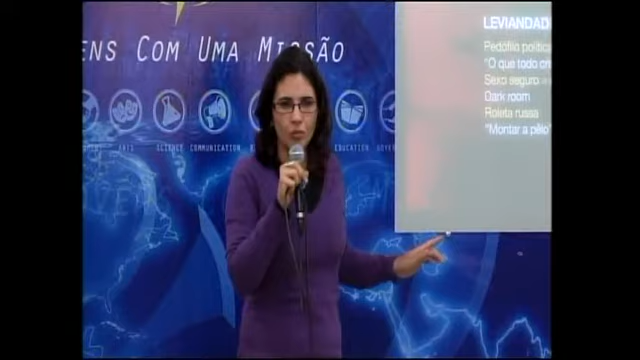 ENS COM UMA MISSÃO
ARTS
SCIENCE
COMMUNICATION
EDUCATION
LEVIANDAD
Pedofilia política
"O que todo
Sexo seguro
Dark room
Roleta russa
"Montar a pêlo"